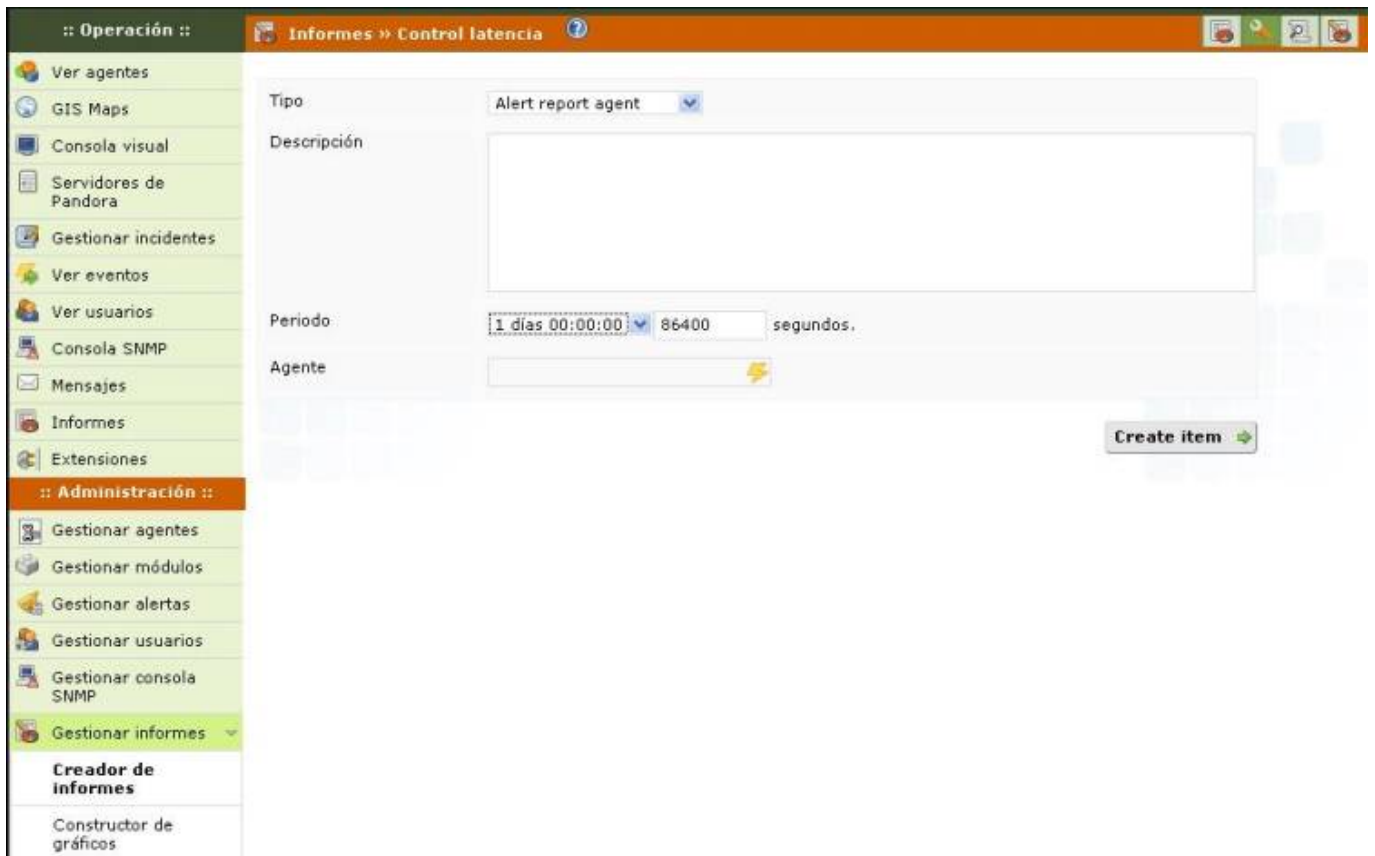 :: Operación ::
Informes » Control latencia
Ver agentes
GIS Maps
Consola visual
Servidores de
Pandora
Gestionar incidentes
Ver eventos
Ver usuarios
Consola SNMP
Mensajes
Informes
Extensiones
:: Administración ::
Gestionar agentes
Gestionar módulos
Gestionar alertas
Gestionar usuarios
Gestionar consola
SNMP
Gestionar informes
Creador de
informes
Constructor de
gráficos
Tipo
Alert report agent
Descripción
Periodo
1 días 00:00:00 86400 segundos.
Agente
Create item